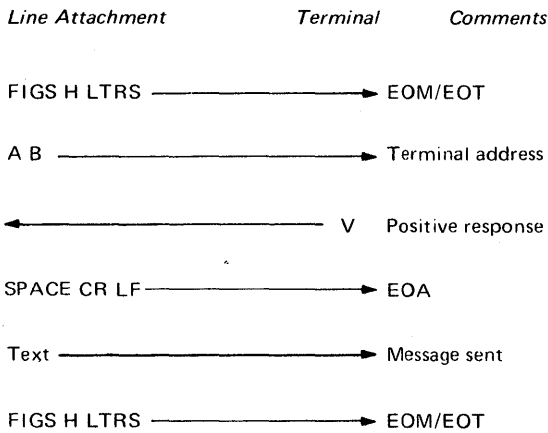 Line Attachment Terminal Comments
FIGS H LTRS EOM/EOT
A B Terminal address
V Positive response
SPACE CR LF EOA
Text Message sent
FIGS H LTRS EOM/EOT